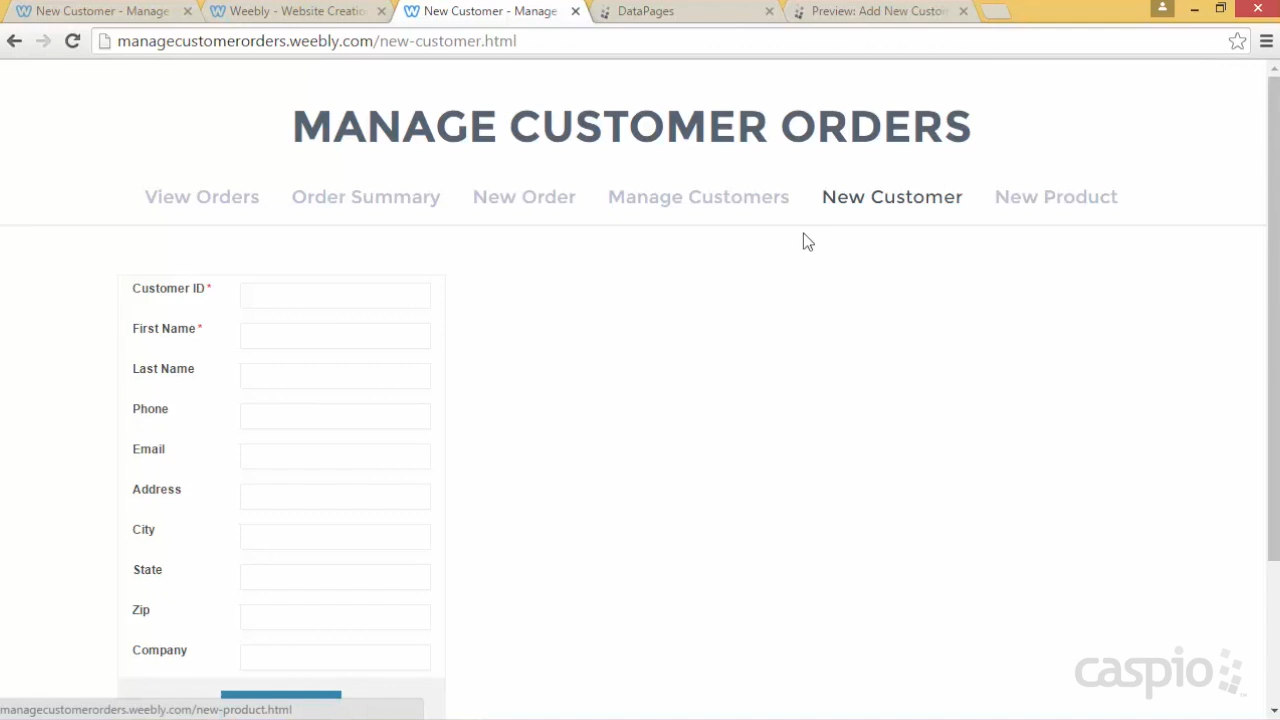 New Customer - Manage
Weebly - Website Creatio
New Customer - Manage
DataPages
Preview: Add New Custom
managecustomerorders.weebly.com/new-customer.html
MANAGE CUSTOMER ORDERS
View Orders
Order Summary
New Order
Manage Customers
New Customer
New Product
Customer ID*
First Name*
Last Name
Phone
Email
Address
City
State
Zip
Company
caspio
managecustomerorders.weebly.com/new-product.html